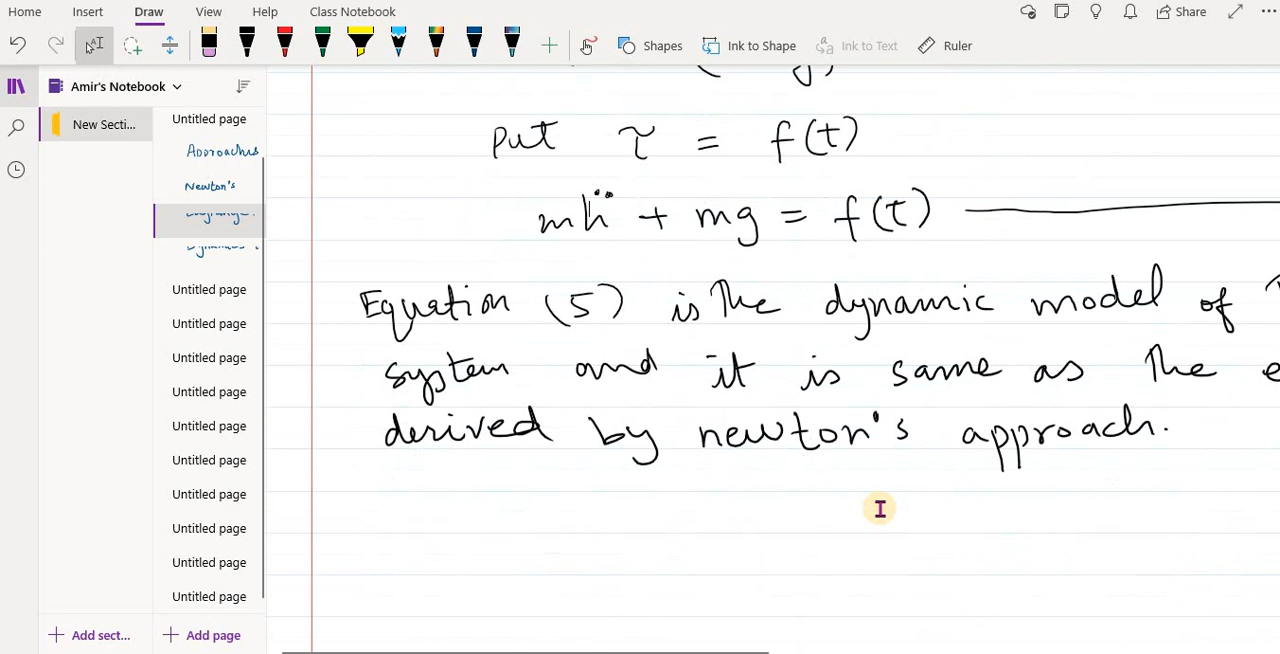 Home Insert Draw View Help Class Notebook Share ...
Shapes Ink to Shape Ink to Text Ruler
Amir's Notebook
New Secti...
Untitled page
Approaches
Newton's
Lagrange.
Dynamics
Untitled page
Untitled page
Untitled page
Untitled page
Untitled page
Untitled page
Untitled page
Untitled page
Untitled page
Untitled page
Add sect...
Add page
Put τ = f(t)
mḧ + mg = f(t)
Equation (5) is the dynamic model of
system and it is same as the
derived by newton's approach.